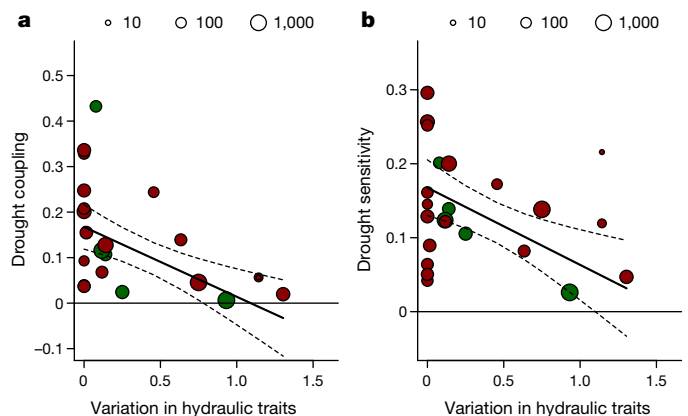 a
10 100 1,000
0.5
0.4
0.3
0.2
0.1
0
−0.1
Drought coupling
0 0.5 1.0 1.5
Variation in hydraulic traits
b
10 100 1,000
0.3
0.2
0.1
0
Drought sensitivity
0 0.5 1.0 1.5
Variation in hydraulic traits